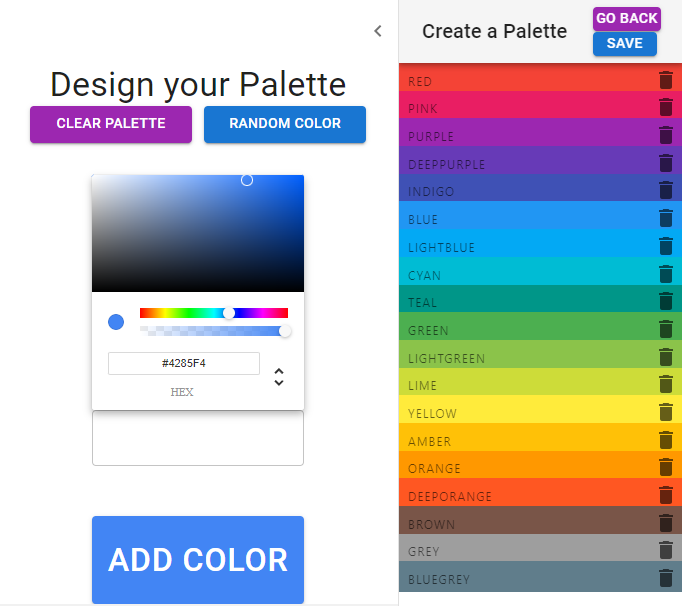 Design your Palette
CLEAR PALETTE
RANDOM COLOR
#4285F4
HEX
ADD COLOR
Create a Palette
GO BACK
SAVE
RED
PINK
PURPLE
DEEPPURPLE
INDIGO
BLUE
LIGHTBLUE
CYAN
TEAL
GREEN
LIGHTGREEN
LIME
YELLOW
AMBER
ORANGE
DEEPORANGE
BROWN
GREY
BLUEGREY